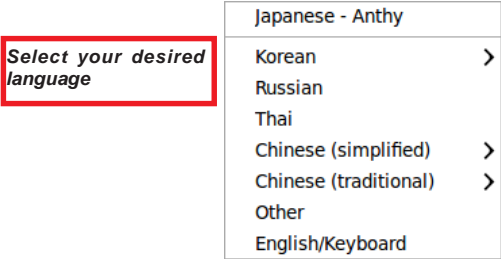 Japanese - Anthy
Select your desired
language
Korean
Russian
Thai
Chinese (simplified)
Chinese (traditional)
Other
English/Keyboard